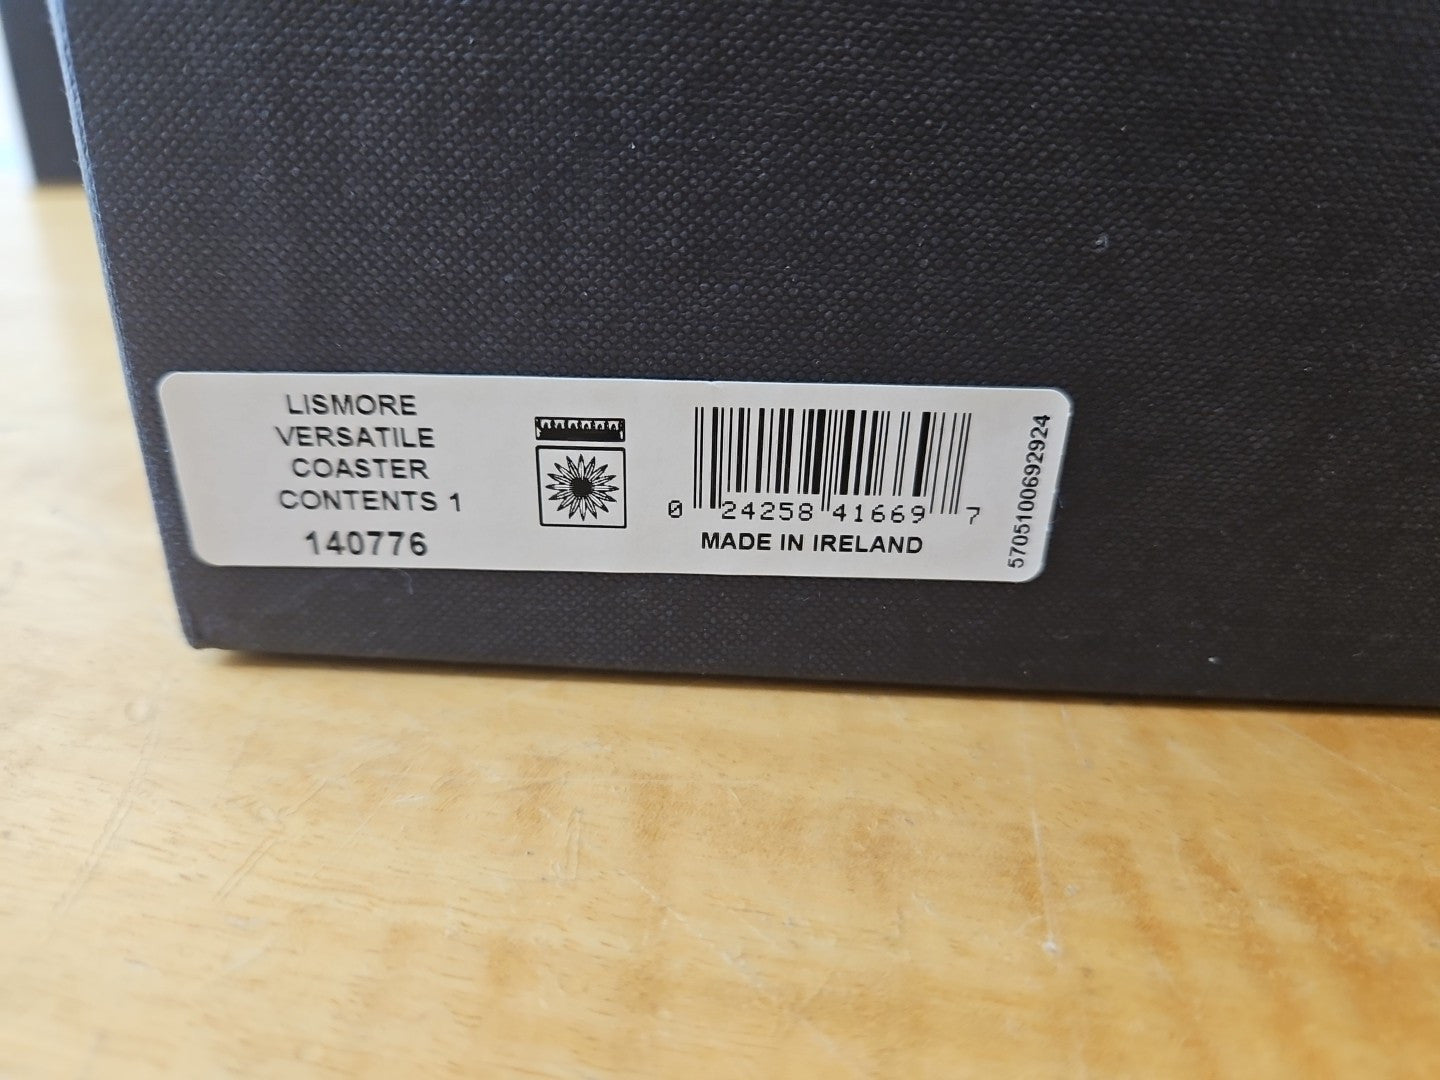 LISMORE
VERSATILE
COASTER
CONTENTS 1
140776
0 24258 41669 7
MADE IN IRELAND
5705100692924